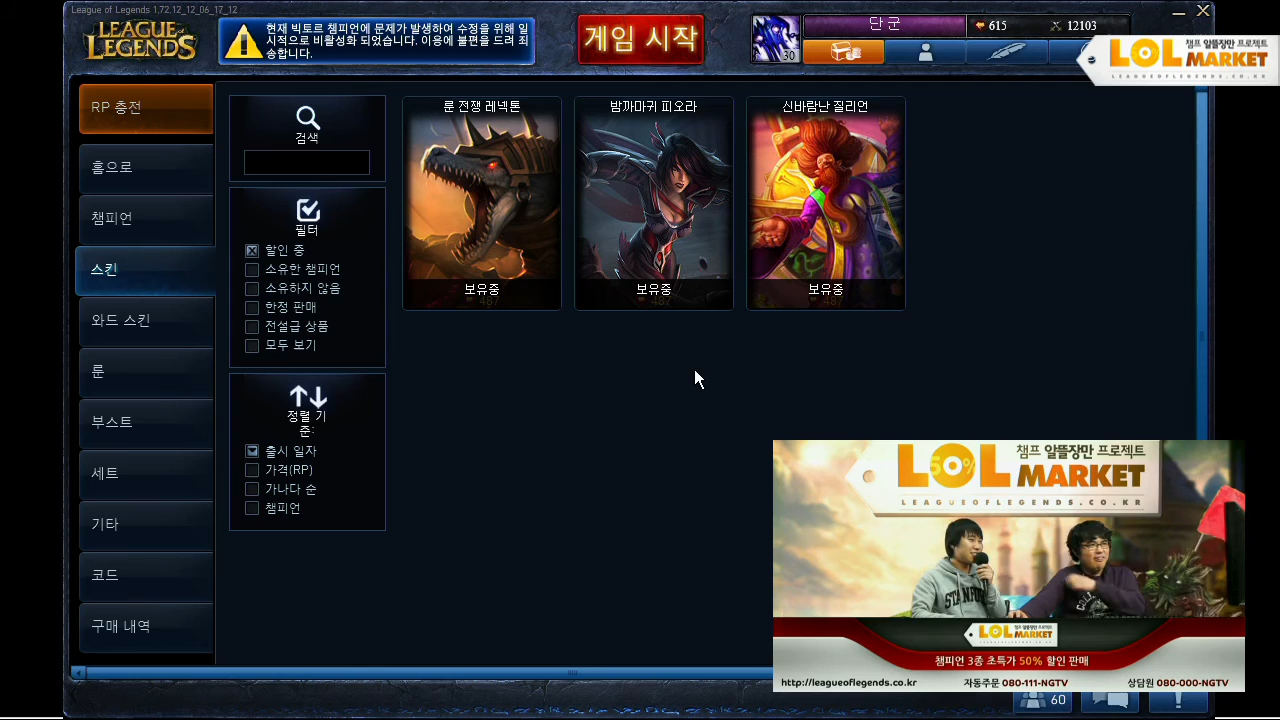 League of Legends 1.72.12_12_06_17_12
LEAGUE of LEGENDS
현재 빅토르 챔피언에 문제가 발생하여 수정을 위해 일
시적으로 비활성화 되었습니다. 이용에 불편을 드려 죄
송합니다.
게임 시작
30
단군
615
12103
LOL
챔프 알뜰장만 프로젝트
MARKET
LEAGUEOFLEGENDS.CO.KR
RP 충전
홈으로
챔피언
스킨
와드 스킨
룬
부스트
세트
기타
코드
구매 내역
검색
필터
할인 중
소유한 챔피언
소유하지 않음
한정 판매
전설급 상품
모두 보기
정렬 기
준:
출시 일자
가격(RP)
가나다 순
챔피언
룬 전쟁 레넥톤
보유중
487
밤까마귀 피오라
보유중
487
신바람난 질리언
보유중
487
LOL
50%
챔프 알뜰장만 프로젝트
MARKET
LEAGUEOFLEGENDS.CO.KR
STANFORD
LOL
챔프 알뜰장만 프로젝트
MARKET
챔피언 3종 초특가 50% 할인 판매
http://leagueoflegends.co.kr
자동주문 080-111-NGTV
상담원 080-000-NGTV
60